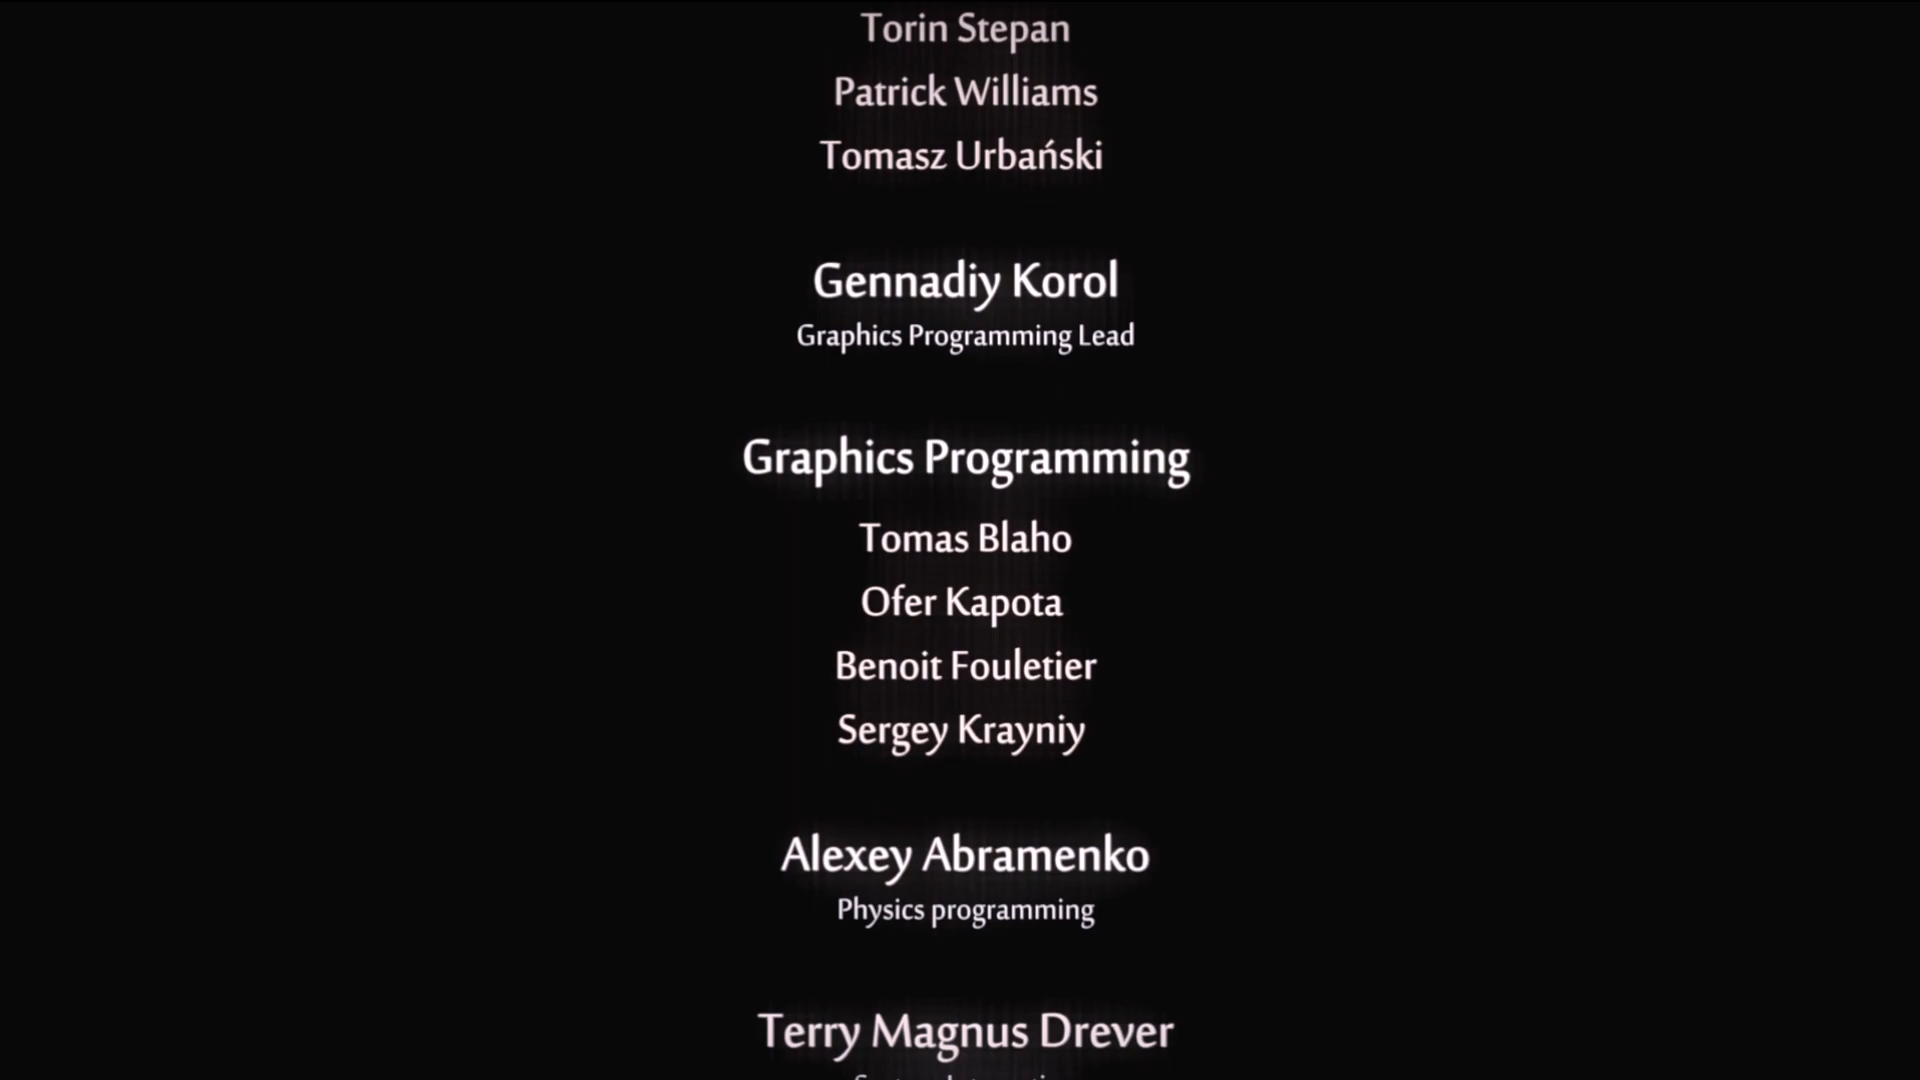 Torin Stepan
Patrick Williams
Tomasz Urbański
Gennadiy Korol
Graphics Programming Lead
Graphics Programming
Tomas Blaho
Ofer Kapota
Benoit Fouletier
Sergey Krayniy
Alexey Abramenko
Physics programming
Terry Magnus Drever